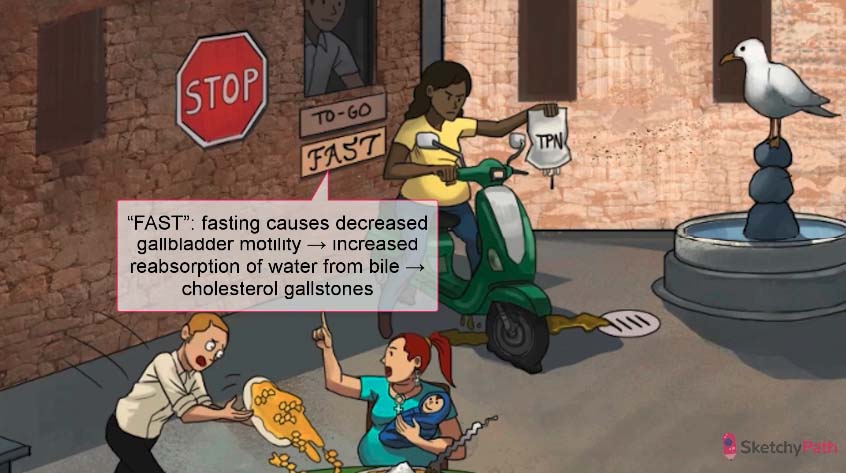 STOP
TO-GO
FAST
TPN
“FAST”: fasting causes decreased
gallbladder motility → increased
reabsorption of water from bile →
cholesterol gallstones
SketchyPath